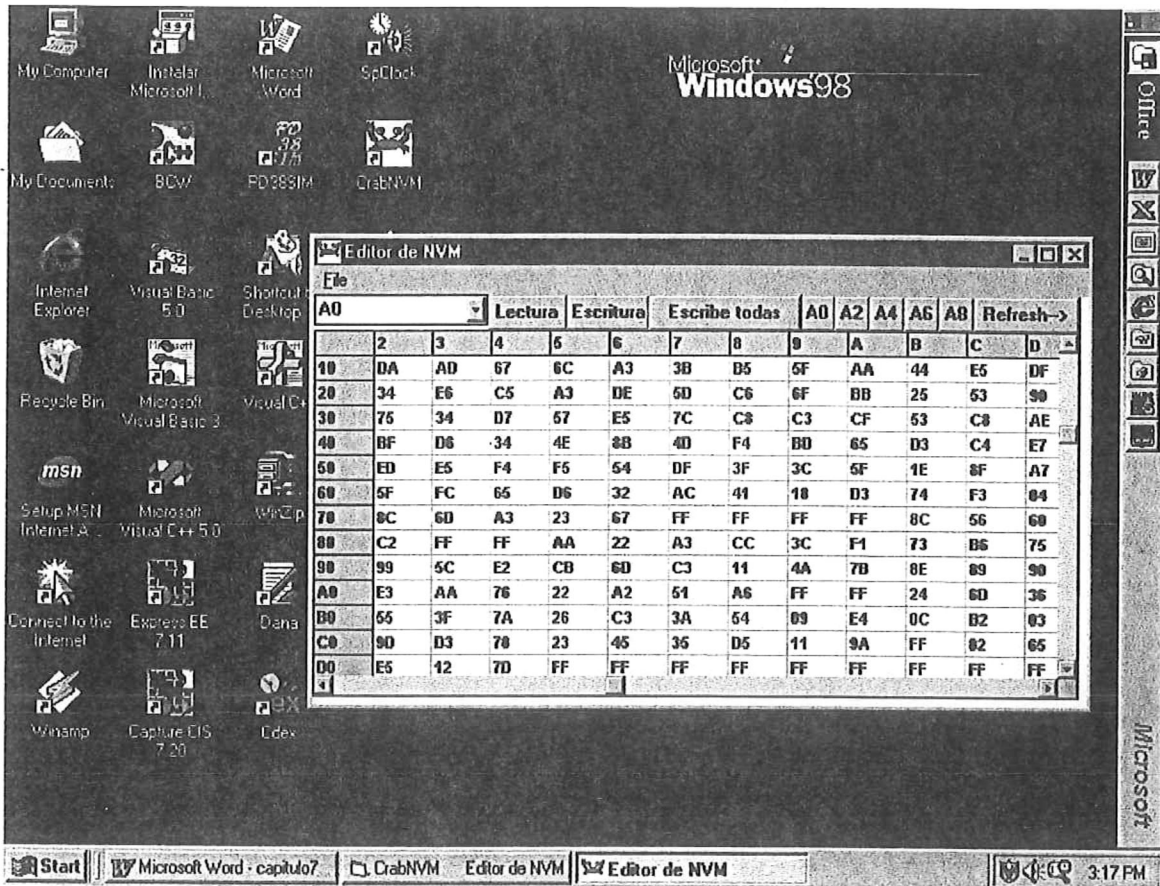 My Computer
Instalar
Microsoft I...
Microsoft
Word
SpClock
Microsoft
Windows98
Office
My Documents
BCW
PD38SIM
CrabNVM
Internet
Explorer
Visual Basic
5.0
Desktop
Recycle Bin
Microsoft
Visual Basic 3
msn
Setup MSN
Internet A...
Microsoft
Visual C++ 5.0
WinZip
Connect to the
Internet
Express EE
7.11
Dana
Winamp
Capture CIS
7.20
Cdex
Editor de NVM
File
A0 Lectura Escritura Escribe todas A0 A2 A4 A6 A8 Refresh-->
2 3 4 5 6 7 8 9 A B C D
10 DA AD 67 6C A3 3B B5 5F AA 44 E5 DF
20 34 E6 C5 A3 DE 5D C6 6F BB 25 53 90
30 75 34 D7 57 E5 7C C8 C3 CF 53 C8 AE
40 BF D6 34 4E 8B 4D F4 BD 65 D3 C4 E7
50 ED E5 F4 F5 54 DF 3F 3C 5F 1E 8F A7
60 5F FC 65 D6 32 AC 41 18 D3 74 F3 04
70 8C 6D A3 23 67 FF FF FF FF 8C 56 60
80 C2 FF FF AA 22 A3 CC 3C F1 73 B6 75
90 99 5C E2 CB 6D C3 11 4A 7B 8E 89 90
A0 E3 AA 76 22 A2 51 A6 FF FF 24 6D 36
B0 55 3F 7A 26 C3 3A 54 09 E4 0C B2 03
C0 9D D3 78 23 45 35 D5 11 9A FF 02 65
D0 E5 12 7D FF FF FF FF FF FF FF FF FF
Microsoft
Start
Microsoft Word - capitulo7
CrabNVM
Editor de NVM
Editor de NVM
3:17 PM